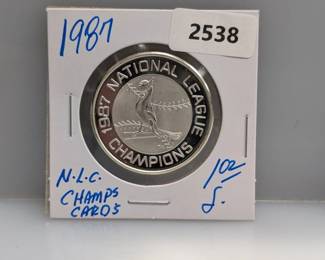 1987
2538
1987 NATIONAL LEAGUE
CHAMPIONS
N.L.C.
CHAMPS
CARDS
1oz
S.